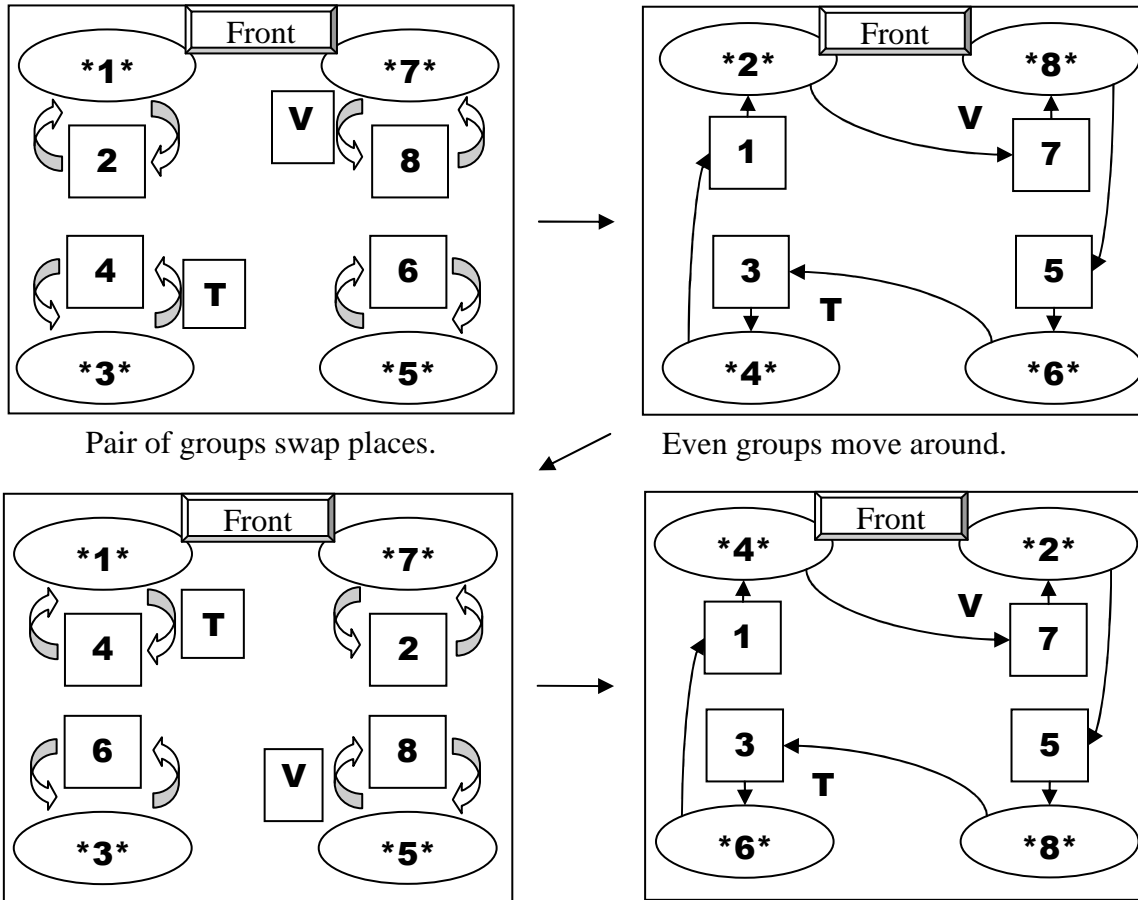 Front
*1* *7*
V
2 8
4 6
T
*3* *5*
Pair of groups swap places.
Front
*2* *8*
V
1 7
3 5
T
*4* *6*
Even groups move around.
Front
*1* *7*
T
4 2
6 8
V
*3* *5*
Front
*4* *2*
V
1 7
3 5
T
*6* *8*